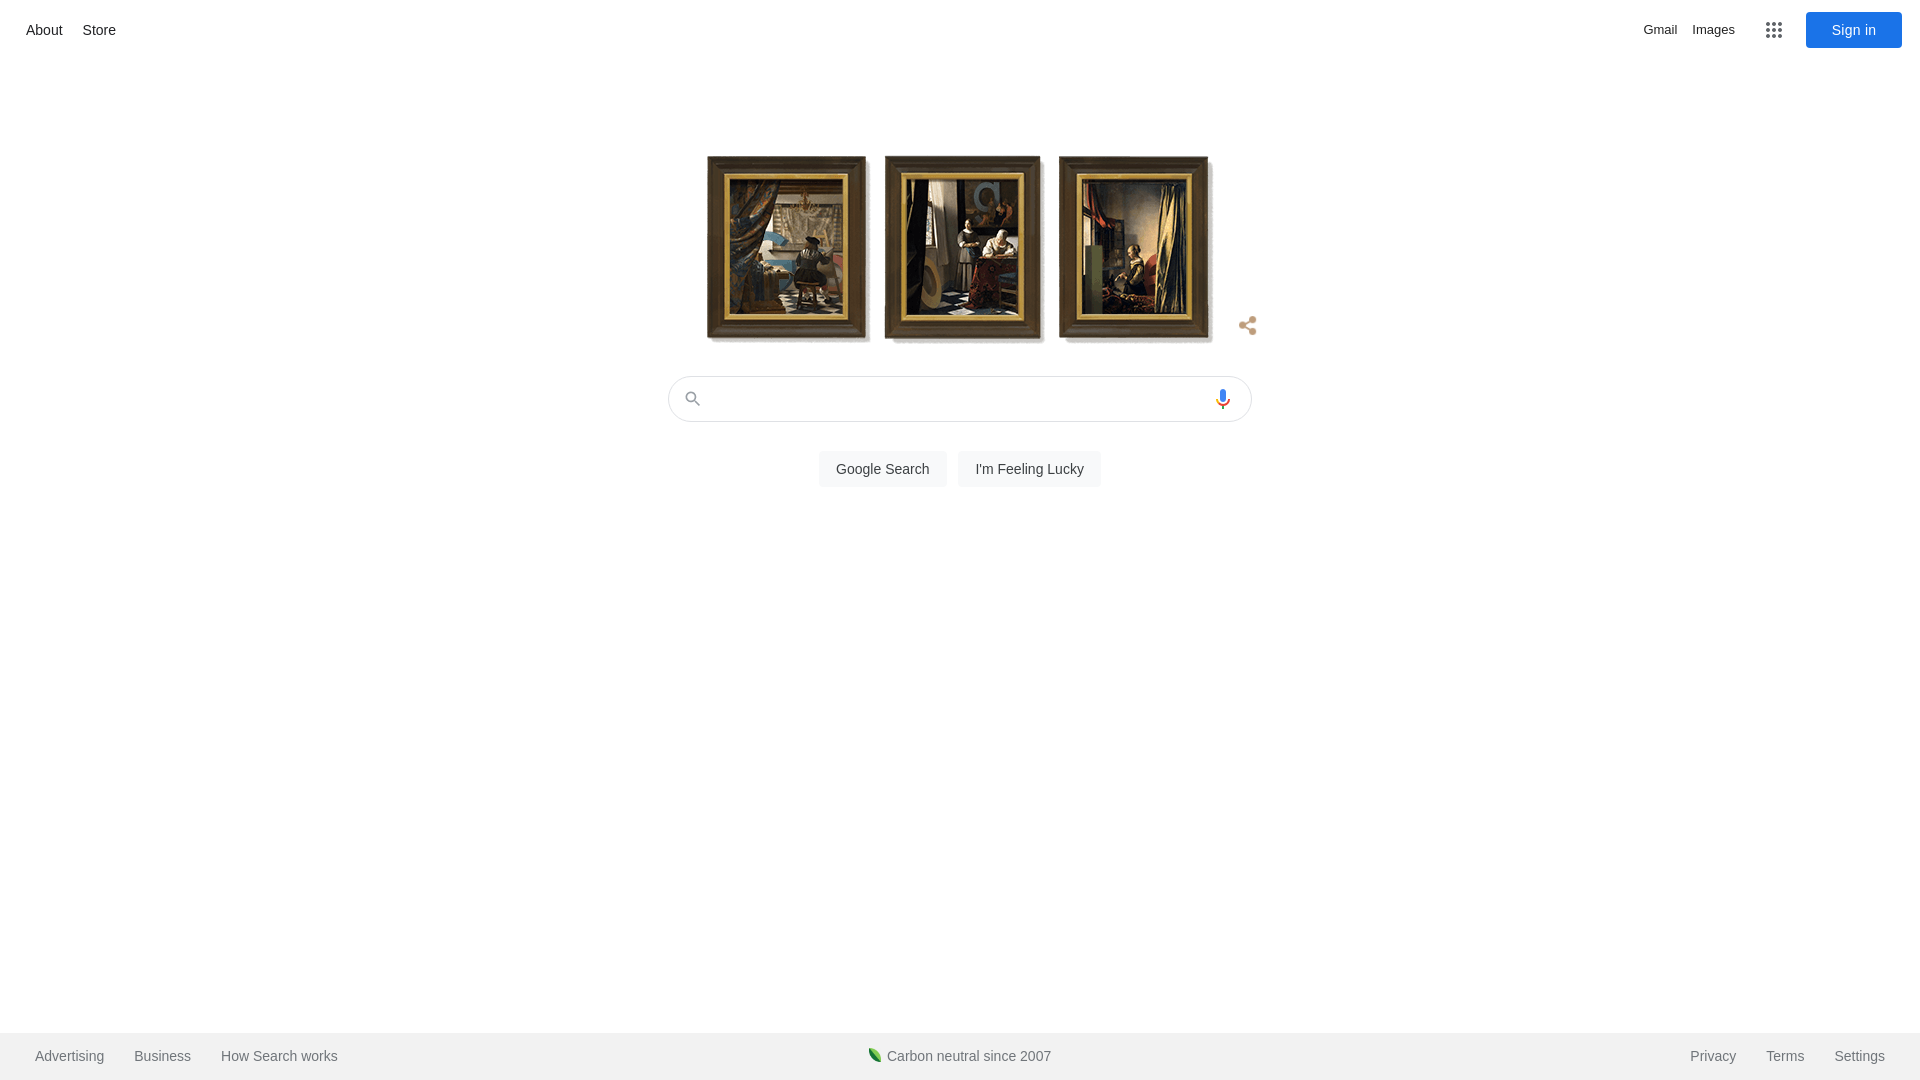 About Store
Gmail Images Sign in
Google Search I'm Feeling Lucky
Advertising Business How Search works Carbon neutral since 2007 Privacy Terms Settings